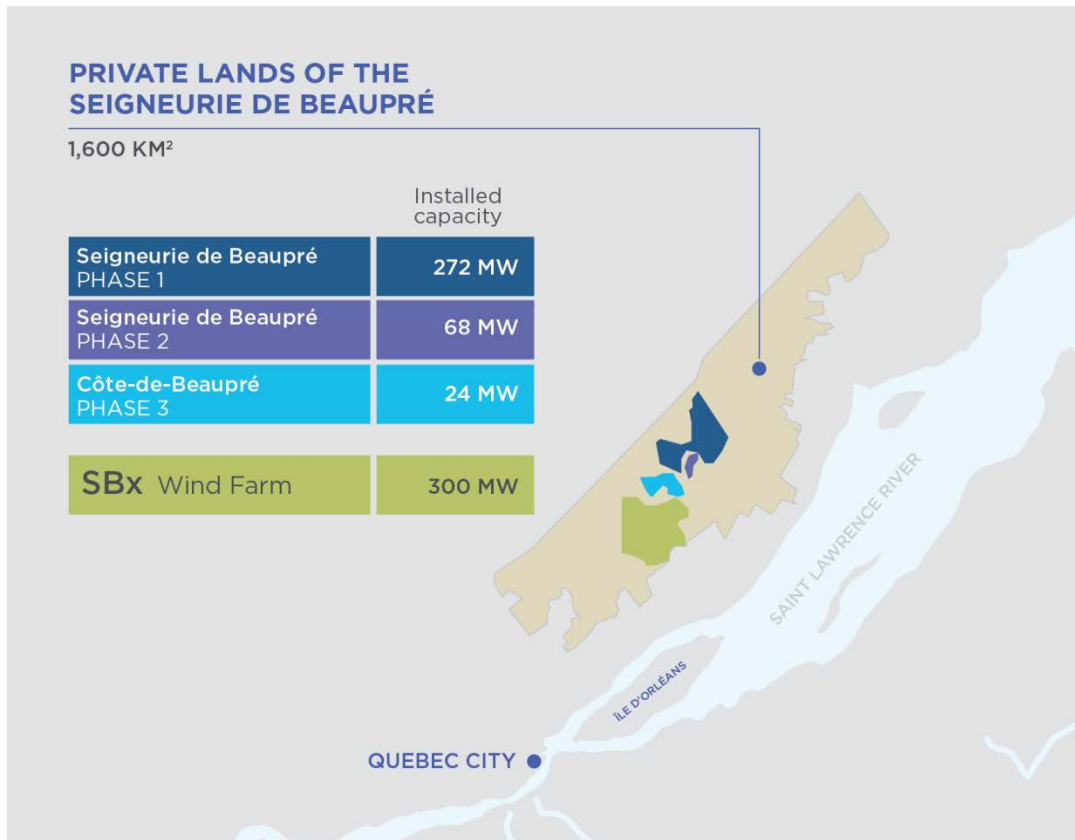 PRIVATE LANDS OF THE
SEIGNEURIE DE BEAUPRÉ
1,600 KM²
Installed
capacity
Seigneurie de Beaupré
PHASE 1
272 MW
Seigneurie de Beaupré
PHASE 2
68 MW
Côte-de-Beaupré
PHASE 3
24 MW
SBx Wind Farm
300 MW
SAINT LAWRENCE RIVER
ÎLE D'ORLÉANS
QUEBEC CITY